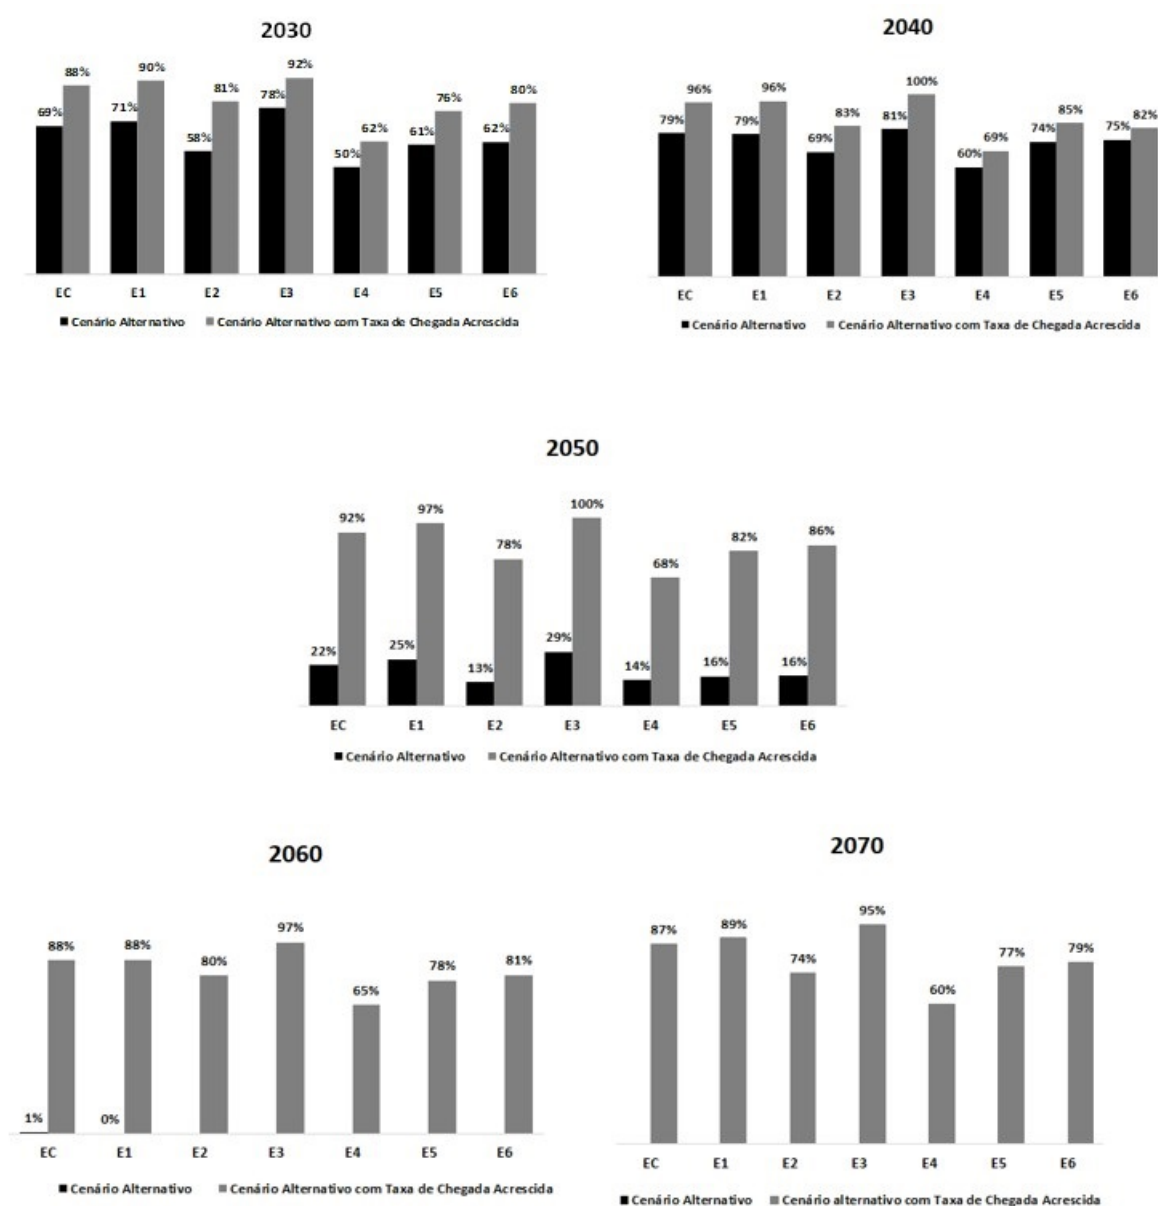 2030
88% 90% 81% 92% 62% 76% 80%
69% 71% 58% 78% 50% 61% 62%
EC E1 E2 E3 E4 E5 E6
Cenário Alternativo Cenário Alternativo com Taxa de Chegada Acrescida
2040
96% 96% 83% 100% 69% 85% 82%
79% 79% 69% 81% 60% 74% 75%
EC E1 E2 E3 E4 E5 E6
Cenário Alternativo Cenário Alternativo com Taxa de Chegada Acrescida
2050
92% 97% 78% 100% 68% 82% 86%
22% 25% 13% 29% 14% 16% 16%
EC E1 E2 E3 E4 E5 E6
Cenário Alternativo Cenário Alternativo com Taxa de Chegada Acrescida
2060
88% 88% 80% 97% 65% 78% 81%
1% 0%
EC E1 E2 E3 E4 E5 E6
Cenário Alternativo Cenário Alternativo com Taxa de Chegada Acrescida
2070
87% 89% 74% 95% 60% 77% 79%
EC E1 E2 E3 E4 E5 E6
Cenário Alternativo Cenário alternativo com Taxa de Chegada Acrescida